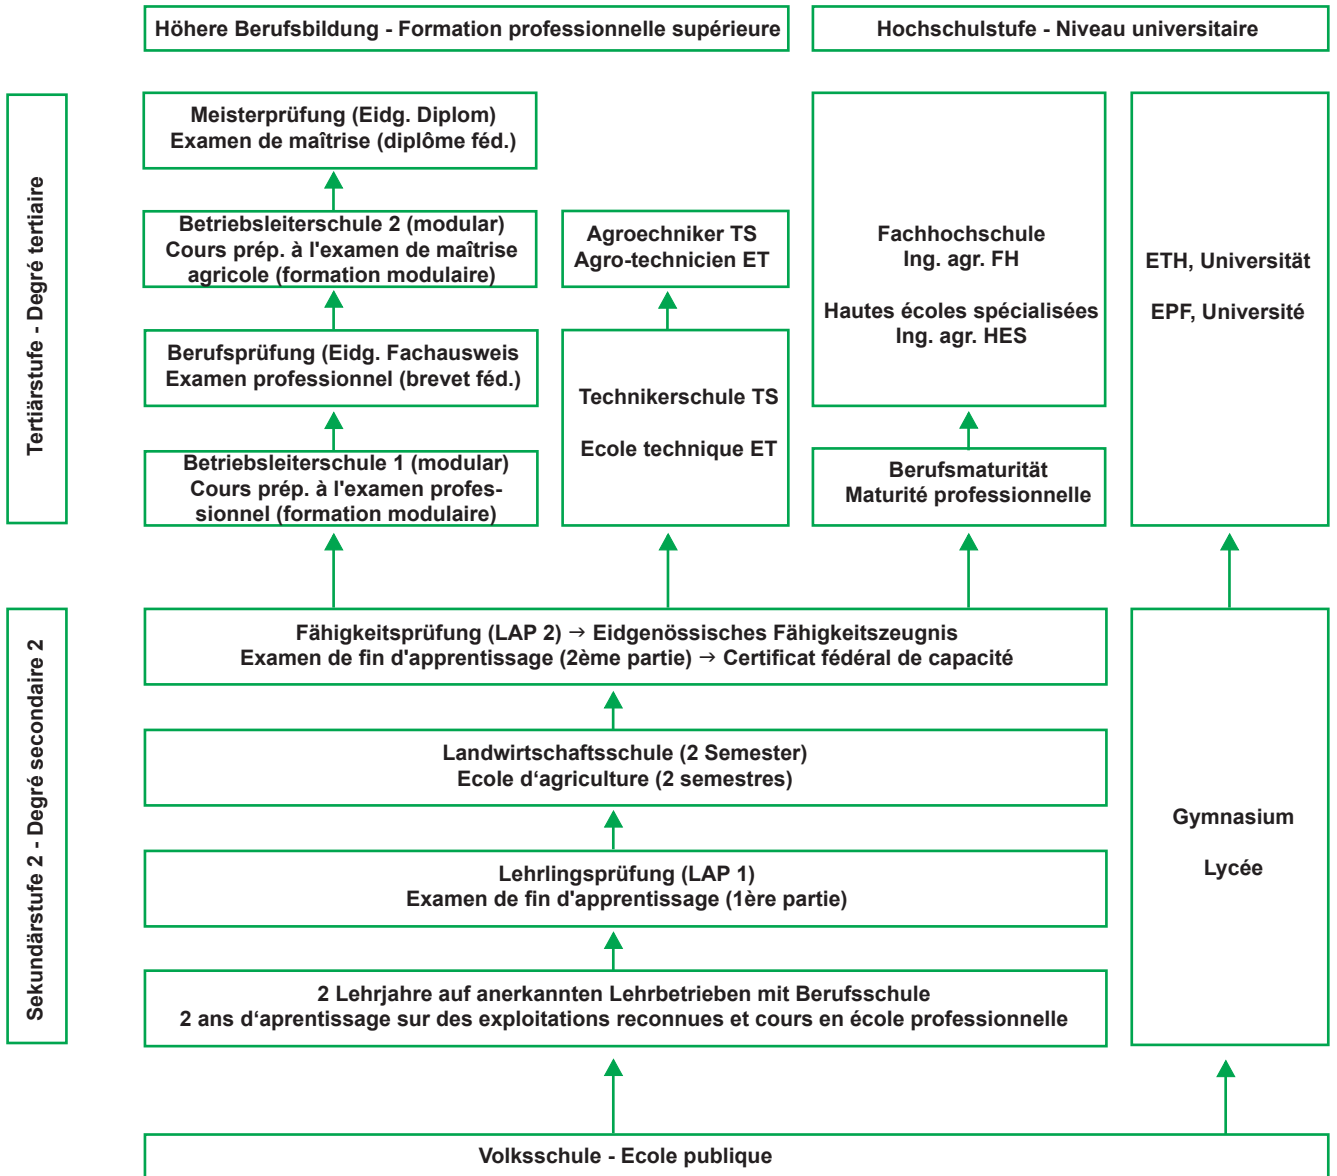 Höhere Berufsbildung - Formation professionnelle supérieure
Hochschulstufe - Niveau universitaire
Tertiärstufe - Degré tertiaire
Meisterprüfung (Eidg. Diplom)
Examen de maîtrise (diplôme féd.)
Betriebsleiterschule 2 (modular)
Cours prép. à l'examen de maîtrise
agricole (formation modulaire)
Berufsprüfung (Eidg. Fachausweis
Examen professionnel (brevet féd.)
Betriebsleiterschule 1 (modular)
Cours prép. à l'examen profes-
sionnel (formation modulaire)
Agroechniker TS
Agro-technicien ET
Technikerschule TS
Ecole technique ET
Fachhochschule
Ing. agr. FH
Hautes écoles spécialisées
Ing. agr. HES
Berufsmaturität
Maturité professionnelle
ETH, Universität
EPF, Université
Sekundärstufe 2 - Degré secondaire 2
Fähigkeitsprüfung (LAP 2) → Eidgenössisches Fähigkeitszeugnis
Examen de fin d'apprentissage (2ème partie) → Certificat fédéral de capacité
Landwirtschaftsschule (2 Semester)
Ecole d‘agriculture (2 semestres)
Lehrlingsprüfung (LAP 1)
Examen de fin d'apprentissage (1ère partie)
2 Lehrjahre auf anerkannten Lehrbetrieben mit Berufsschule
2 ans d‘aprentissage sur des exploitations reconnues et cours en école professionnelle
Gymnasium
Lycée
Volksschule - Ecole publique